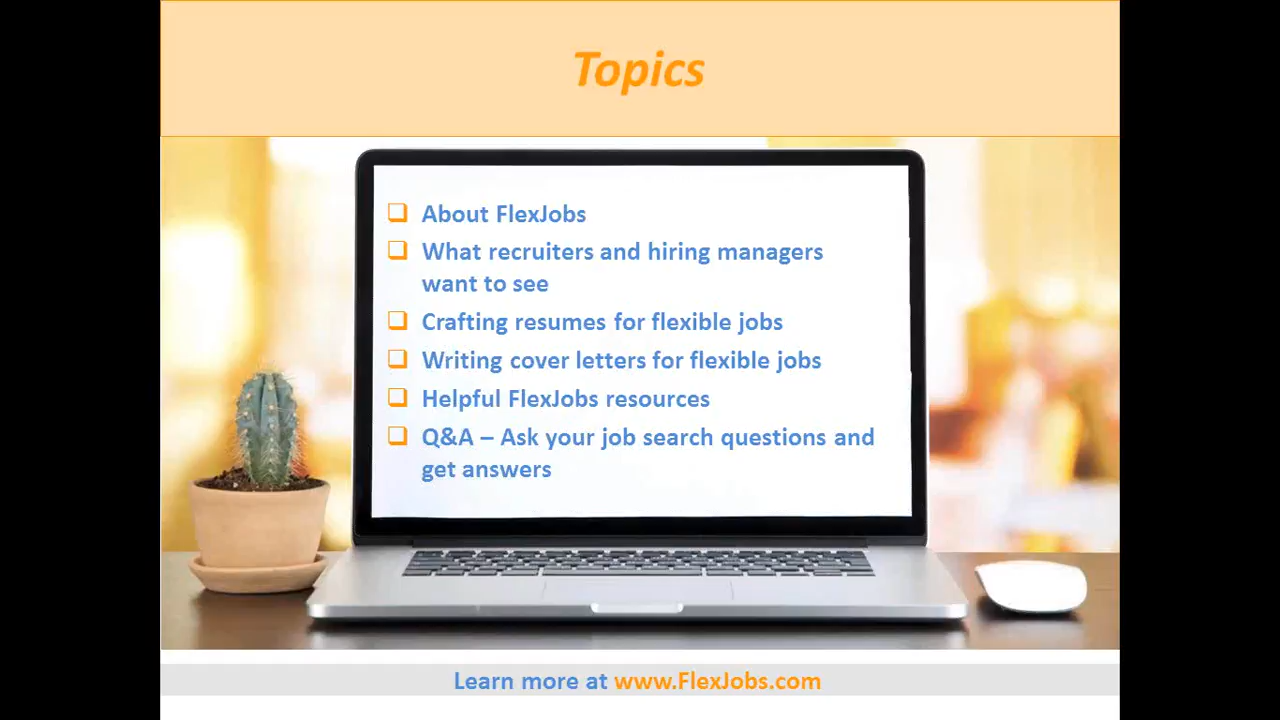 Topics
About FlexJobs
What recruiters and hiring managers
want to see
Crafting resumes for flexible jobs
Writing cover letters for flexible jobs
Helpful FlexJobs resources
Q&A – Ask your job search questions and
get answers
Learn more at www.FlexJobs.com